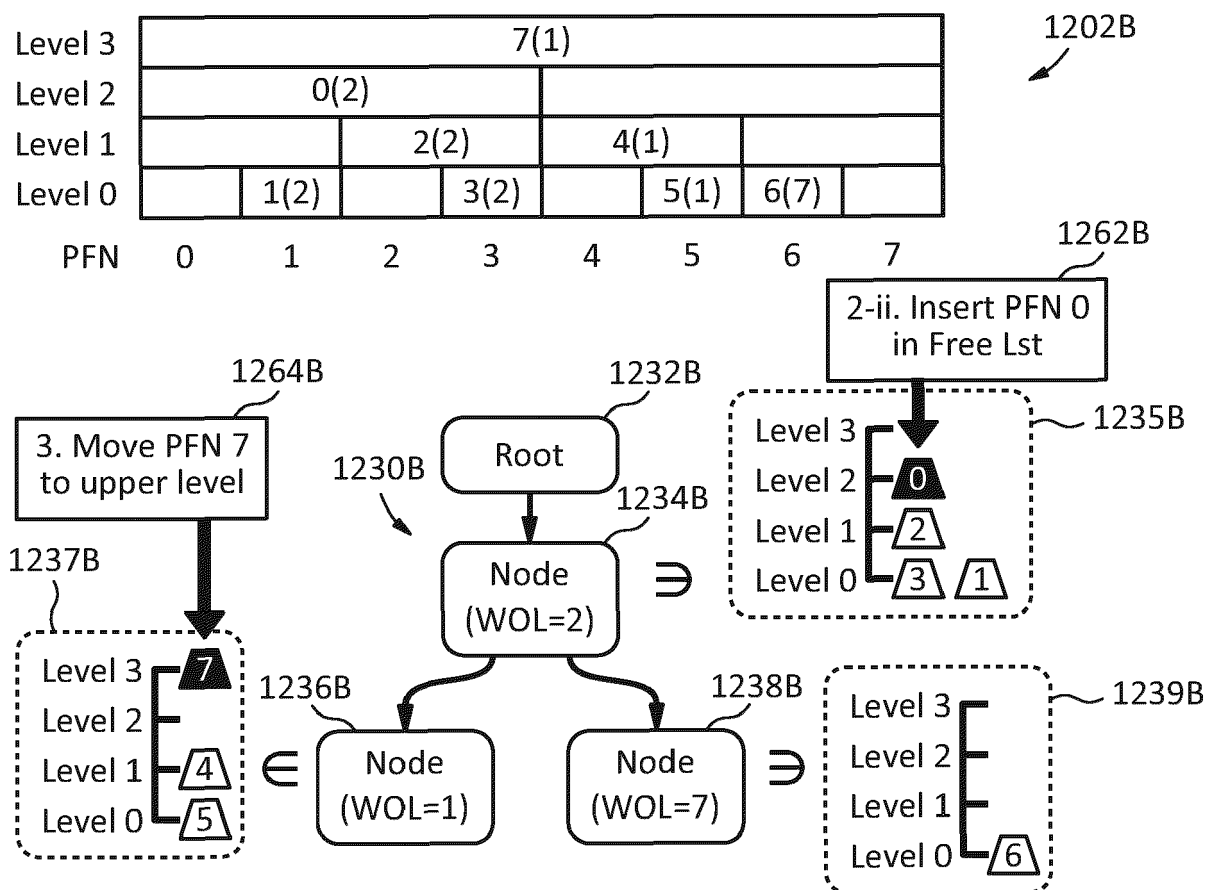 1202B
Level 3 7(1)
Level 2 0(2)
Level 1 2(2) 4(1)
Level 0 1(2) 3(2) 5(1) 6(7)
PFN 0 1 2 3 4 5 6 7
1262B
2-ii. Insert PFN 0
in Free Lst
1264B
3. Move PFN 7
to upper level
1232B
Root
1230B
1234B
Node
(WOL=2)
∋
1235B
Level 3
Level 2 0
Level 1 2
Level 0 3 1
1237B
Level 3 7
Level 2
Level 1 4
Level 0 5
∈
1236B
Node
(WOL=1)
1238B
Node
(WOL=7)
∋
1239B
Level 3
Level 2
Level 1
Level 0 6